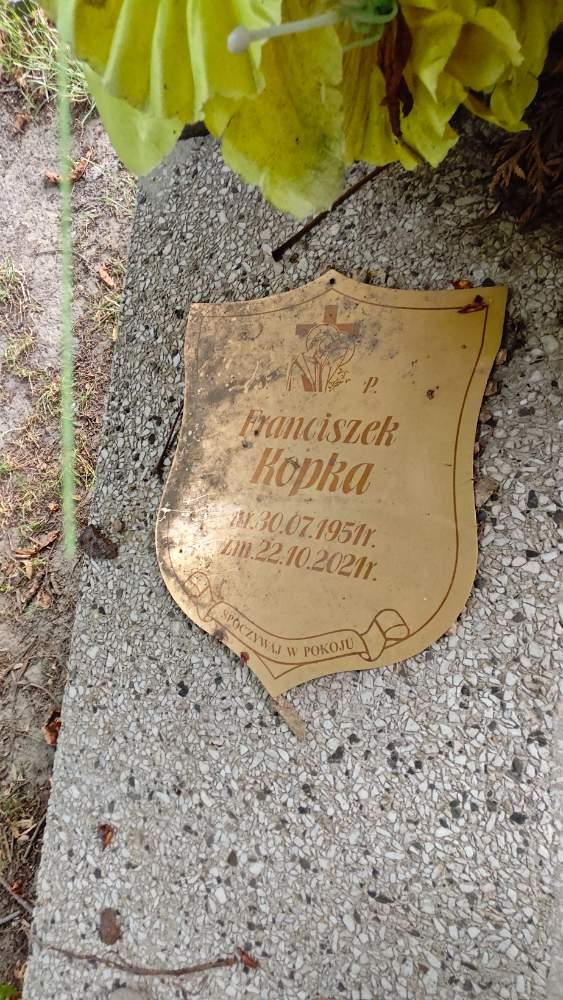 P.
Franciszek
Kopka
ur.30.07.1951r.
zm.22.10.2021r.
SPOCZYWAJ W POKOJU